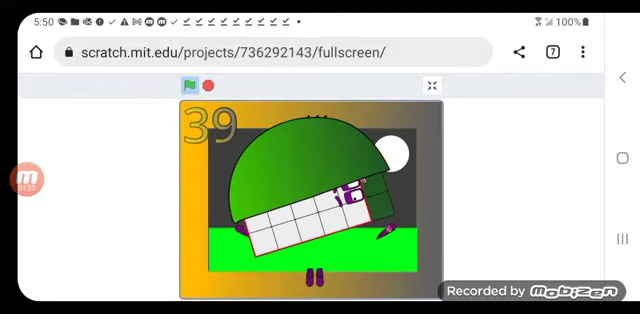 5:50
100%
scratch.mit.edu/projects/736292143/fullscreen/
7
39
01:53
Recorded by Mobizen